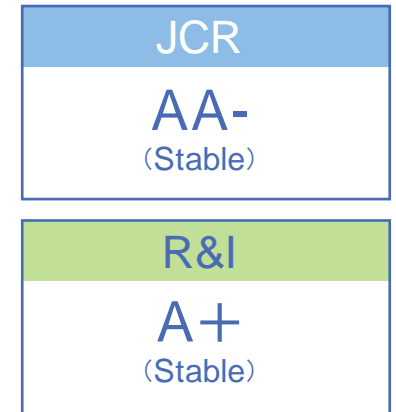 JCR
AA-
（Stable）
R&I
A＋
（Stable）